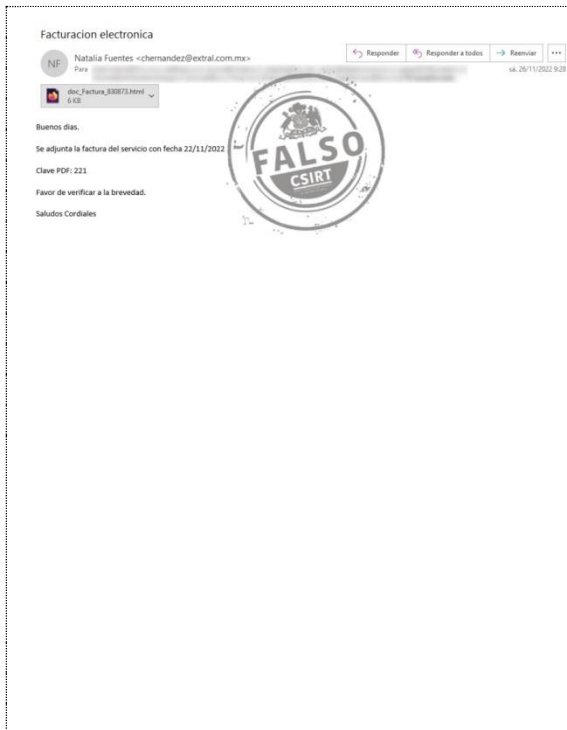 Facturacion electronica
NF
Natalia Fuentes <chernandez@extral.com.mx>
Para
Responder
Responder a todos
Reenviar
sá. 26/11/2022 9:28
doc_Factura_830873.html
6 KB
Buenos dias.
Se adjunta la factura del servicio con fecha 22/11/2022
Clave PDF: 221
Favor de verificar a la brevedad.
Saludos Cordiales
FALSO
CSIRT